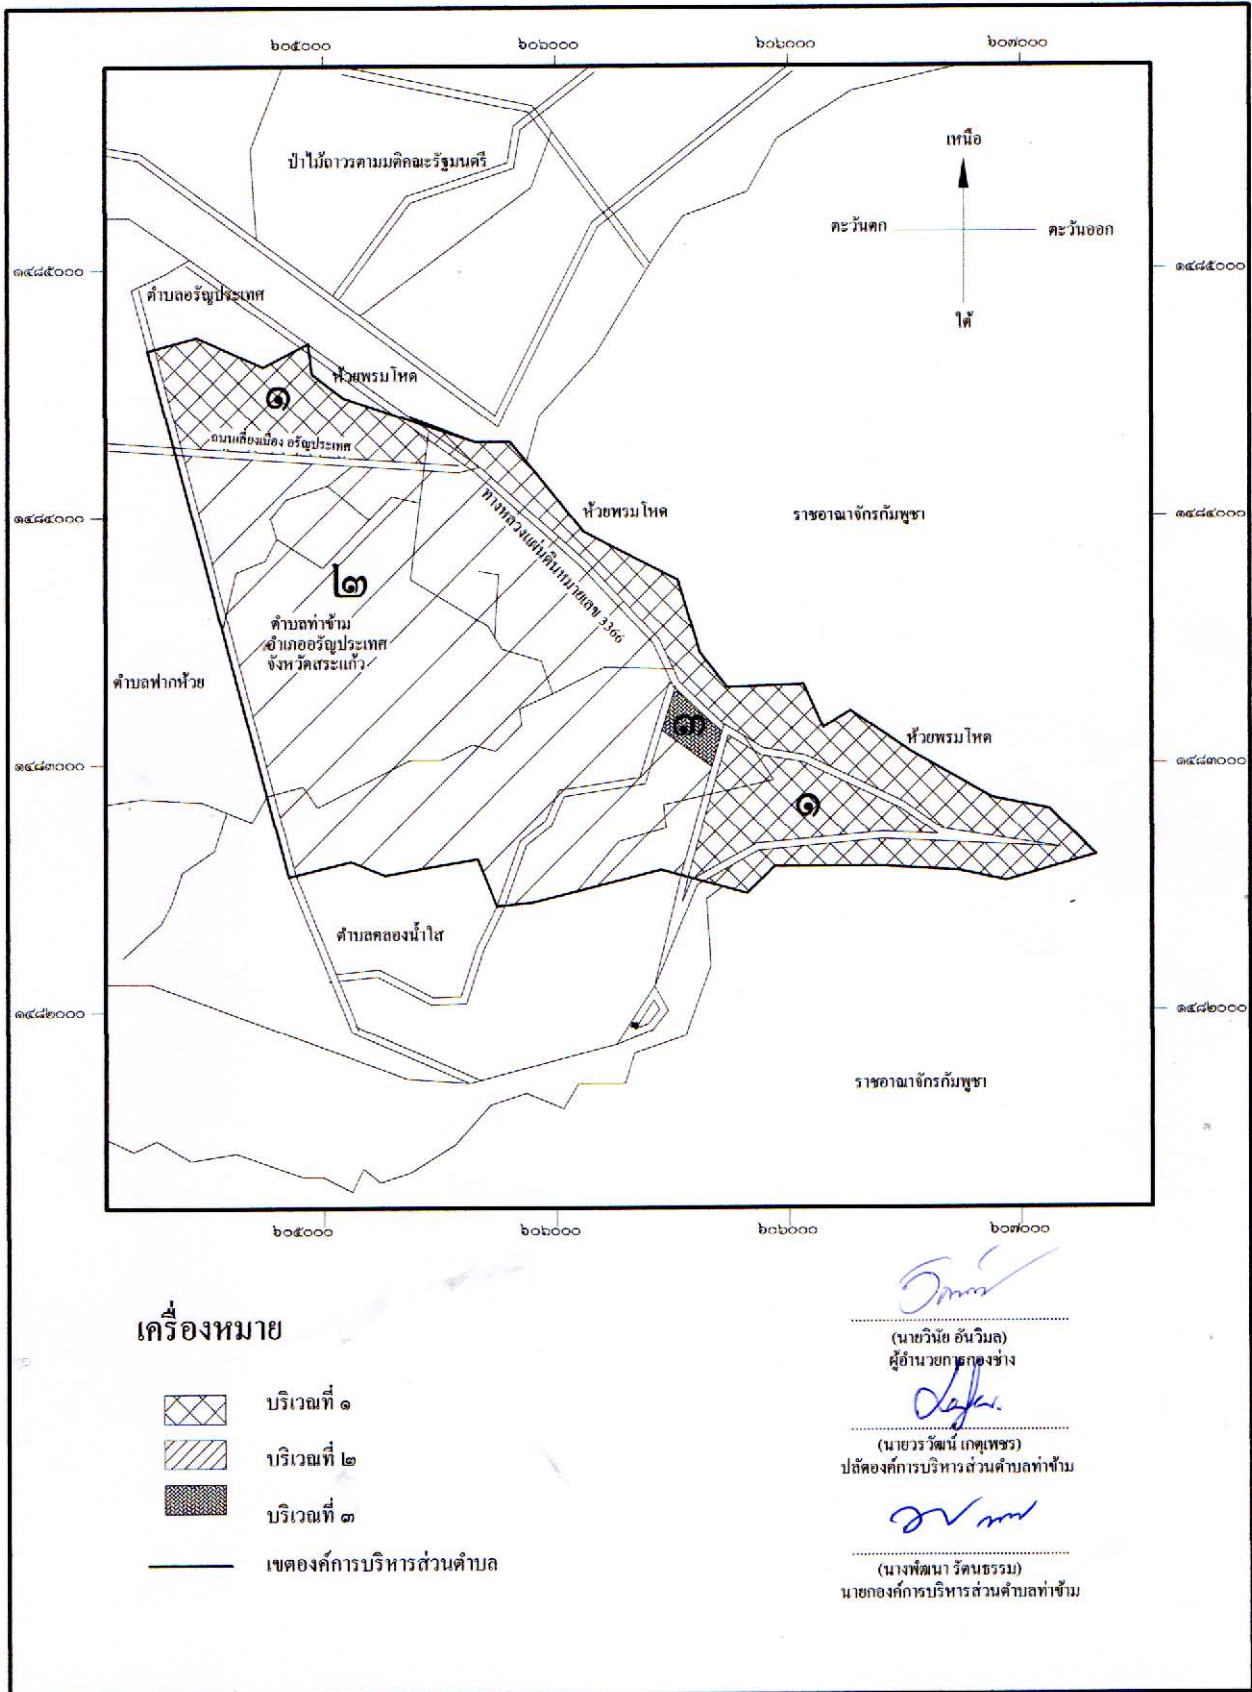 ๖๐๕๐๐๐ ๖๐๖๐๐๐ ๖๐๖๐๐๐ ๖๐๗๐๐๐
เหนือ
ป่าไม้ถาวรตามมติคณะรัฐมนตรี
ตะวันตก ตะวันออก
๑๔๘๕๐๐๐ ๑๔๘๕๐๐๐
ตำบลอรัญประเทศ
ใต้
ห้วยพรมโหด
๑
ถนนเลี่ยงเมือง อรัญประเทศ
ทางหลวงแผ่นดินหมายเลข 3366
ห้วยพรมโหด
ราชอาณาจักรกัมพูชา
๑๔๘๔๐๐๐ ๑๔๘๔๐๐๐
๒
ตำบลท่าข้าม
อำเภออรัญประเทศ
จังหวัดสระแก้ว
ตำบลฟากห้วย
๓
ห้วยพรมโหด
๑๔๘๓๐๐๐ ๑๔๘๓๐๐๐
๑
ตำบลคลองน้ำใส
๑๔๘๒๐๐๐ ๑๔๘๒๐๐๐
ราชอาณาจักรกัมพูชา
๖๐๕๐๐๐ ๖๐๖๐๐๐ ๖๐๖๐๐๐ ๖๐๗๐๐๐
เครื่องหมาย
บริเวณที่ ๑
บริเวณที่ ๒
บริเวณที่ ๓
เขตองค์การบริหารส่วนตำบล
(นายวินัย อันวิมล)
ผู้อำนวยการกองช่าง
(นายวรวัฒน์ เกตุเพชร)
ปลัดองค์การบริหารส่วนตำบลท่าข้าม
(นางพัฒนา รัตนธรรม)
นายกองค์การบริหารส่วนตำบลท่าข้าม